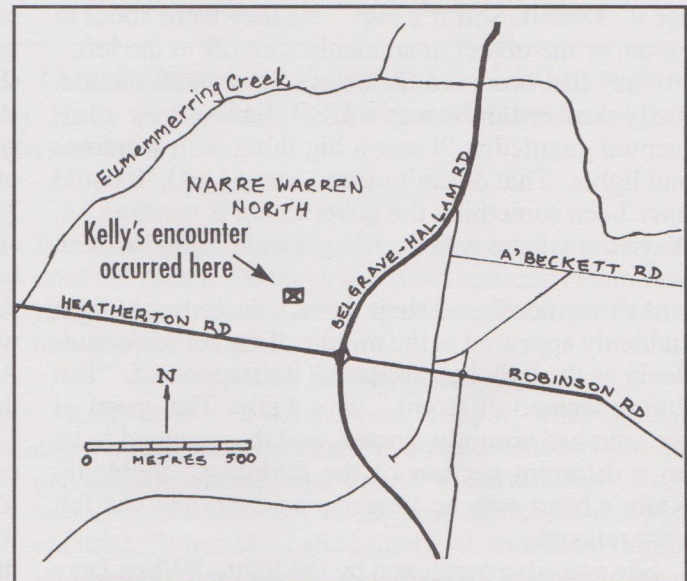 Eumemmerring Creek
NARRE WARREN
NORTH
Kelly's encounter
occurred here
BELGRAVE-HALLAM RD
A'BECKETT RD
HEATHERTON RD
ROBINSON RD
N
0 METRES 500